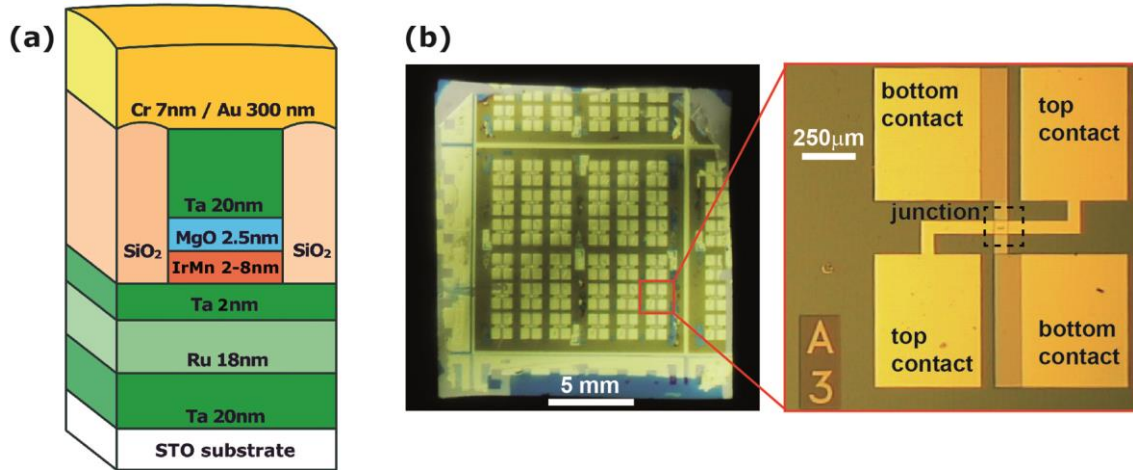 (a)
Cr 7nm / Au 300 nm
Ta 20nm
MgO 2.5nm
SiO₂
SiO₂
IrMn 2-8nm
Ta 2nm
Ru 18nm
Ta 20nm
STO substrate
(b)
5 mm
bottom
contact
top
contact
250μm
junction
top
contact
bottom
contact
A
3